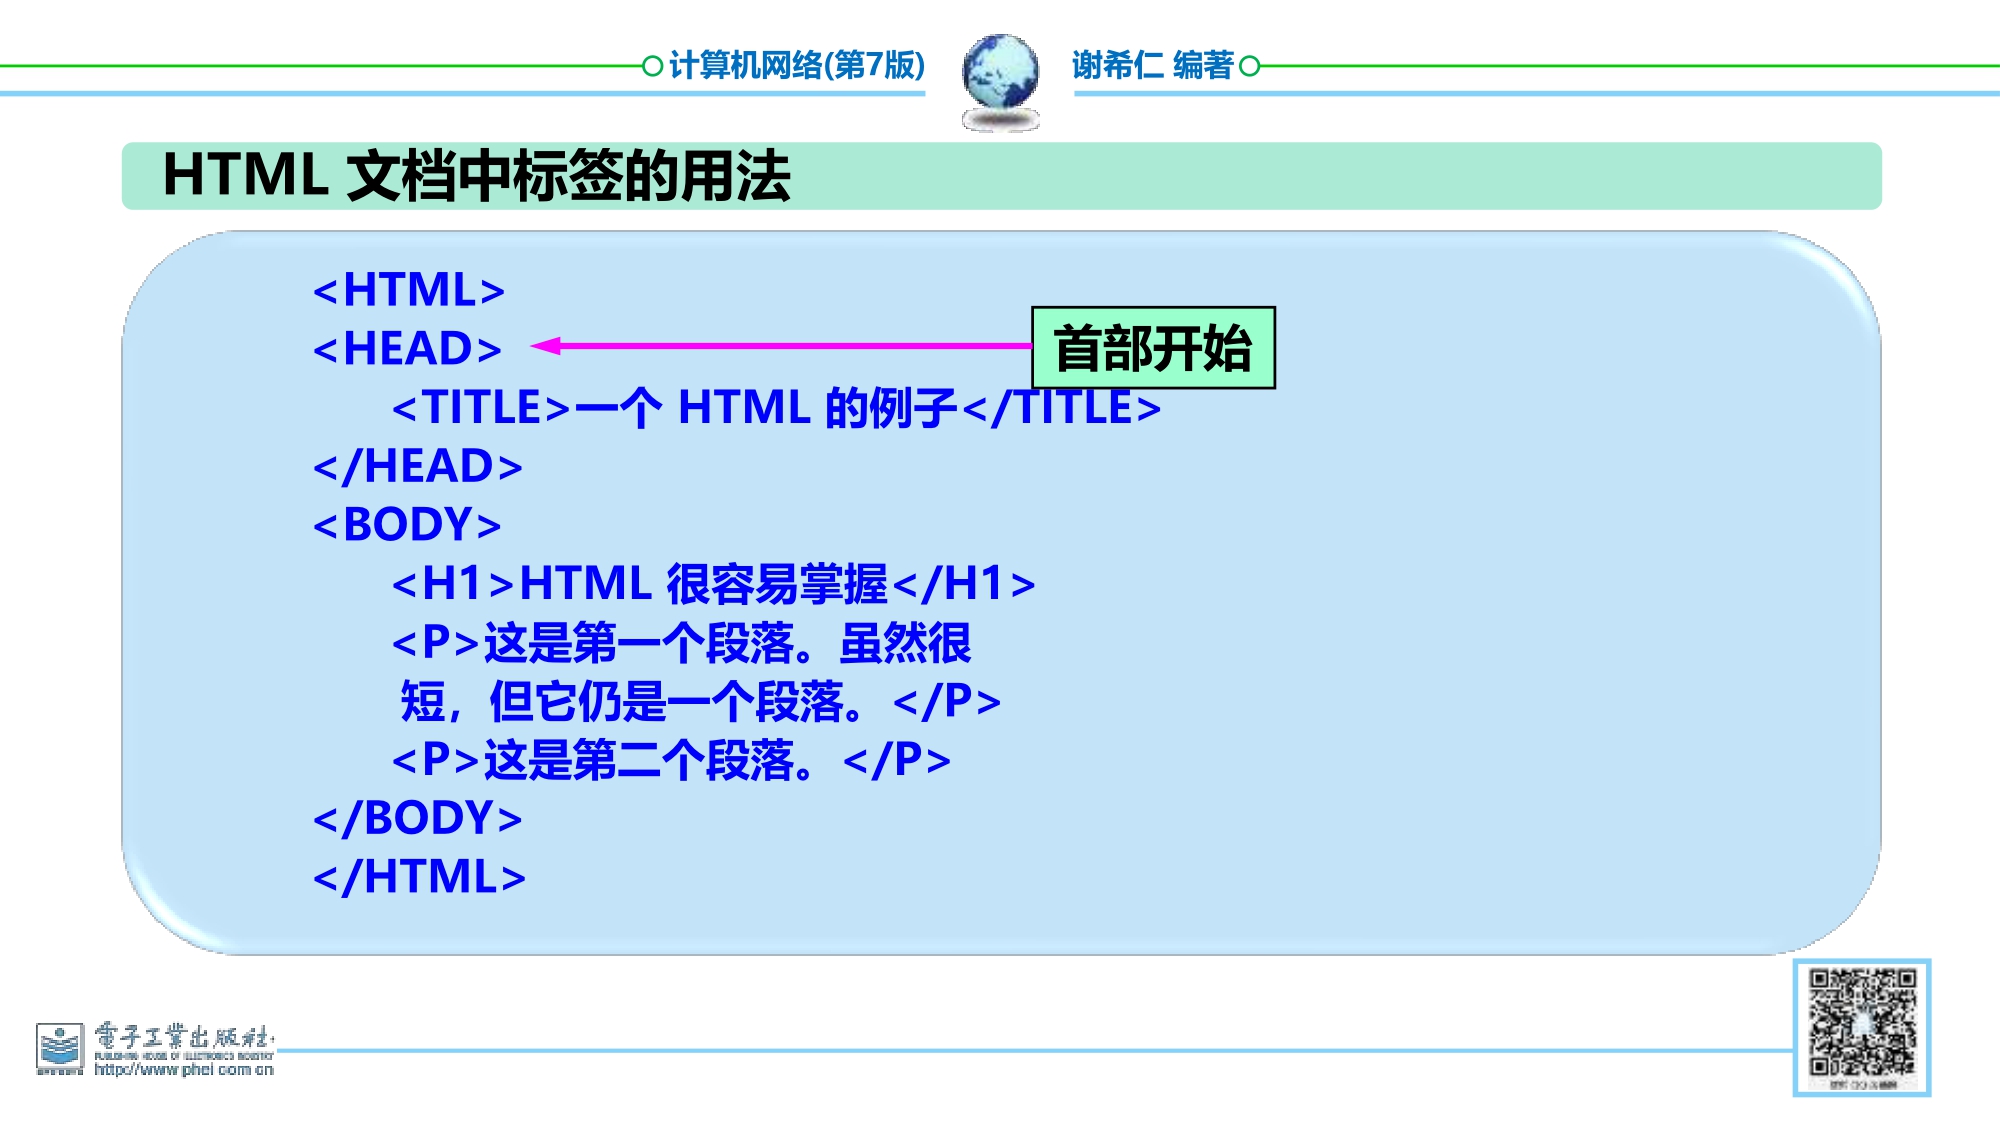 计算机网络(第7版) 谢希仁 编著
HTML 文档中标签的用法
<HTML>
<HEAD>
首部开始
<TITLE>一个 HTML 的例子</TITLE>
</HEAD>
<BODY>
<H1>HTML 很容易掌握</H1>
<P>这是第一个段落。虽然很
短，但它仍是一个段落。</P>
<P>这是第二个段落。</P>
</BODY>
</HTML>
電子工業出版社
PUBLISHING HOUSE OF ELECTRONICS INDUSTRY
http://www.phei.com.cn